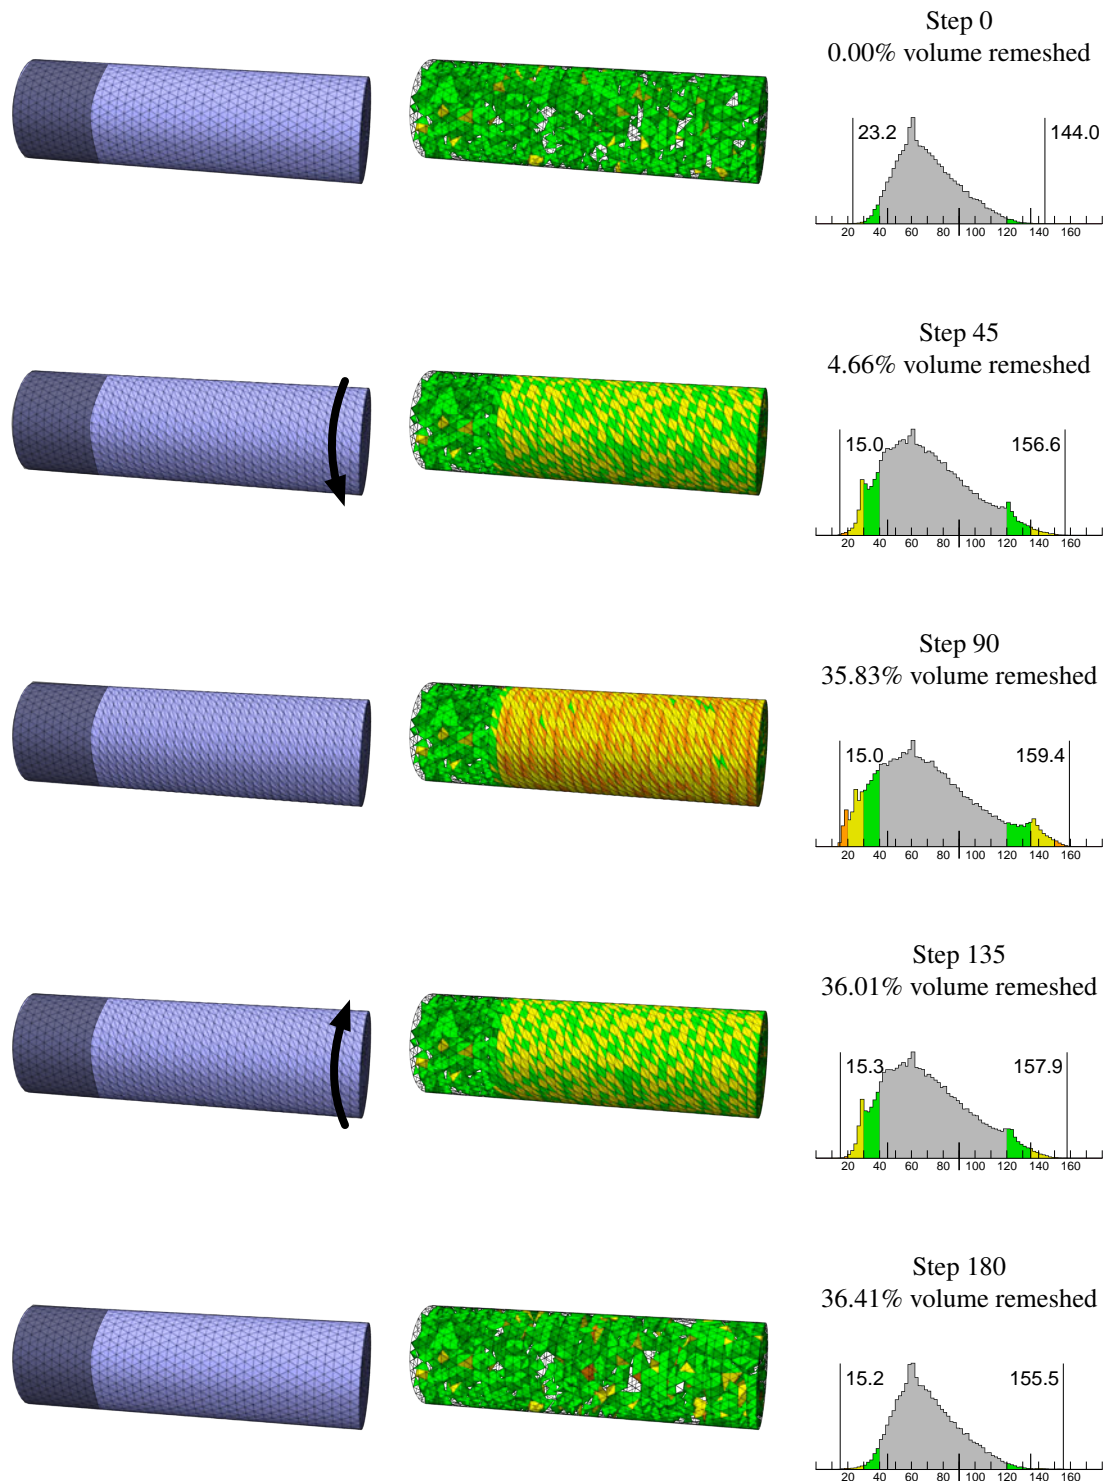 Step 0
0.00% volume remeshed
23.2 144.0
20 40 60 80 100 120 140 160
Step 45
4.66% volume remeshed
15.0 156.6
20 40 60 80 100 120 140 160
Step 90
35.83% volume remeshed
15.0 159.4
20 40 60 80 100 120 140 160
Step 135
36.01% volume remeshed
15.3 157.9
20 40 60 80 100 120 140 160
Step 180
36.41% volume remeshed
15.2 155.5
20 40 60 80 100 120 140 160